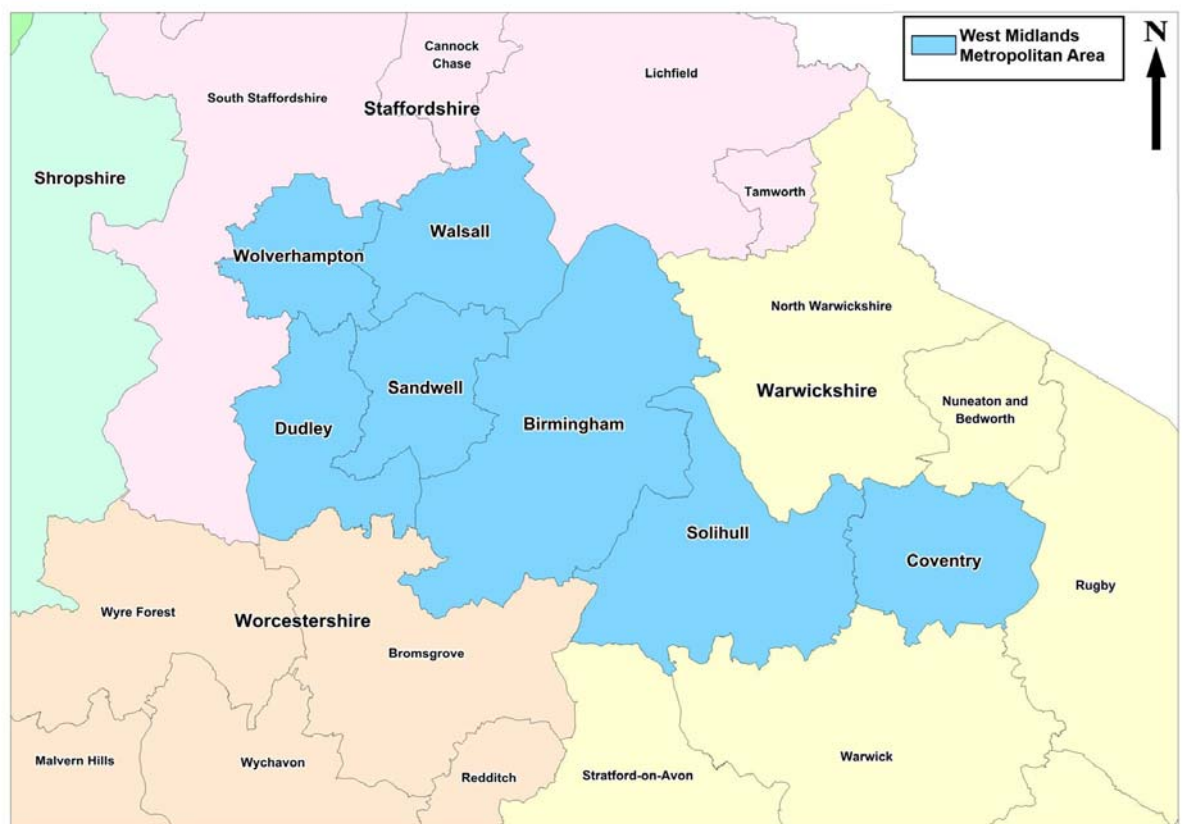 West Midlands
Metropolitan Area
N
Cannock
Chase
Lichfield
South Staffordshire
Staffordshire
Shropshire
Tamworth
Walsall
Wolverhampton
North Warwickshire
Sandwell
Warwickshire
Nuneaton and
Bedworth
Dudley
Birmingham
Solihull
Coventry
Rugby
Wyre Forest
Worcestershire
Bromsgrove
Malvern Hills
Wychavon
Redditch
Stratford-on-Avon
Warwick